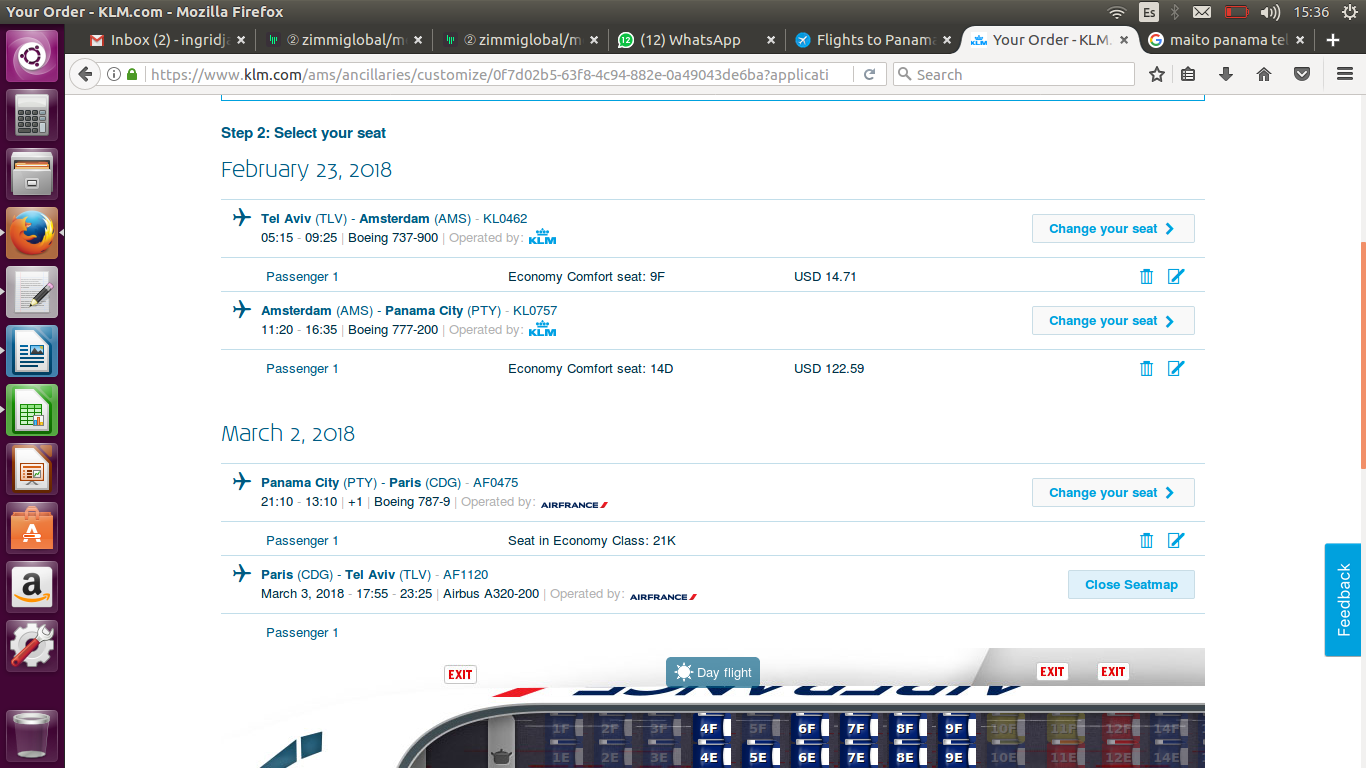 Your Order - KLM.com - Mozilla Firefox
Es
15:36
Inbox (2) - ingridja
② zimmiglobal/m
② zimmiglobal/m
(12) WhatsApp
Flights to Panama
KLM
Your Order - KLM.
maito panama tel
https://www.klm.com/ams/ancillaries/customize/0f7d02b5-63f8-4c94-882e-0a49043de6ba?applicati
Search
Step 2: Select your seat
February 23, 2018
Tel Aviv (TLV) - Amsterdam (AMS) - KL0462
05:15 - 09:25 | Boeing 737-900 | Operated by: KLM
Change your seat
Passenger 1 Economy Comfort seat: 9F USD 14.71
Amsterdam (AMS) - Panama City (PTY) - KL0757
11:20 - 16:35 | Boeing 777-200 | Operated by: KLM
Change your seat
Passenger 1 Economy Comfort seat: 14D USD 122.59
March 2, 2018
Panama City (PTY) - Paris (CDG) - AF0475
21:10 - 13:10 | +1 | Boeing 787-9 | Operated by: AIRFRANCE
Change your seat
Passenger 1 Seat in Economy Class: 21K
Paris (CDG) - Tel Aviv (TLV) - AF1120
March 3, 2018 - 17:55 - 23:25 | Airbus A320-200 | Operated by: AIRFRANCE
Close Seatmap
Passenger 1
Feedback
EXIT
Day flight
EXIT
EXIT
AIRFRANCE
1F 2F 3F 4F 5F 6F 7F 8F 9F 10F 11F 12F 14F
1E 2E 3E 4E 5E 6E 7E 8E 9E 10E 11E 12E 14E